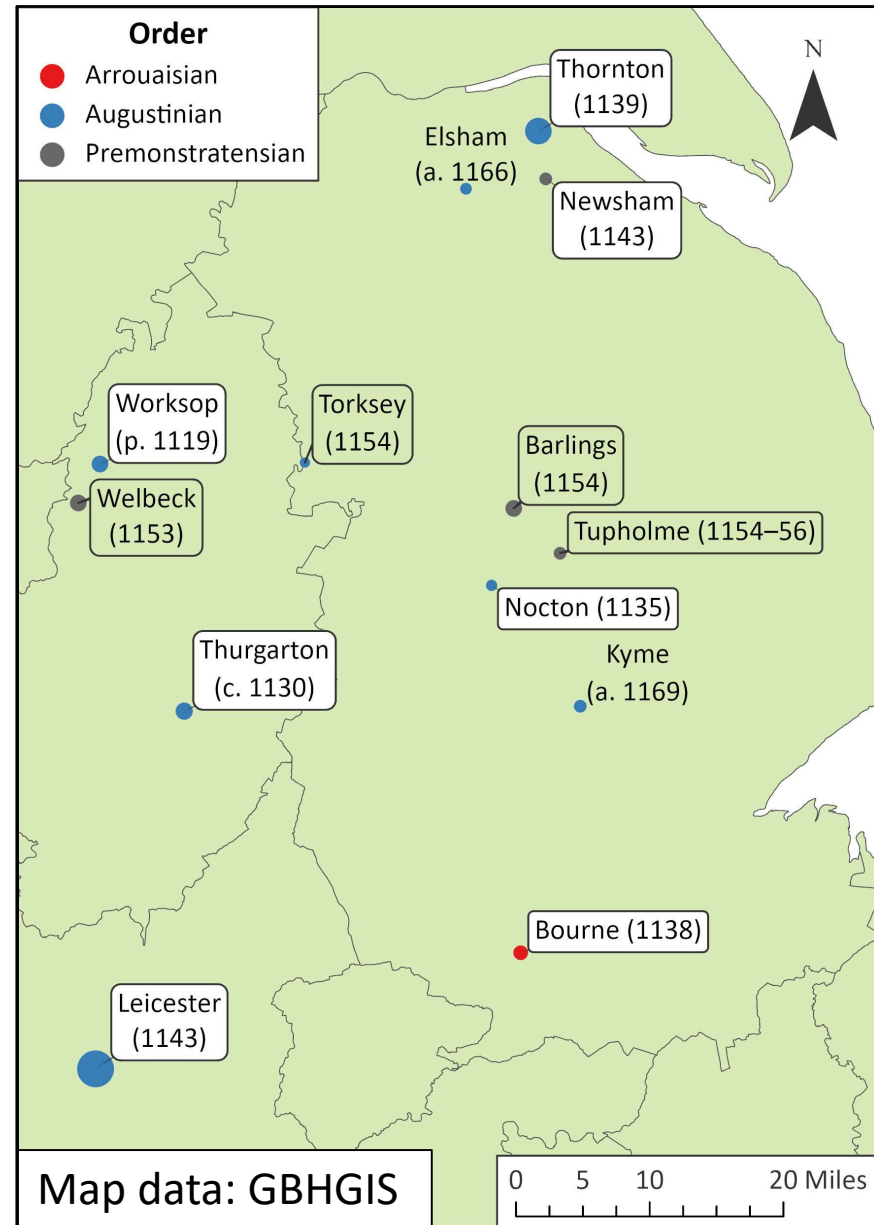 Order
Arrouaisian
Augustinian
Premonstratensian
N
Thornton
(1139)
Elsham
(a. 1166)
Newsham
(1143)
Worksop
(p. 1119)
Torksey
(1154)
Barlings
(1154)
Welbeck
(1153)
Tupholme (1154–56)
Nocton (1135)
Thurgarton
(c. 1130)
Kyme
(a. 1169)
Bourne (1138)
Leicester
(1143)
Map data: GBHGIS
0 5 10 20 Miles